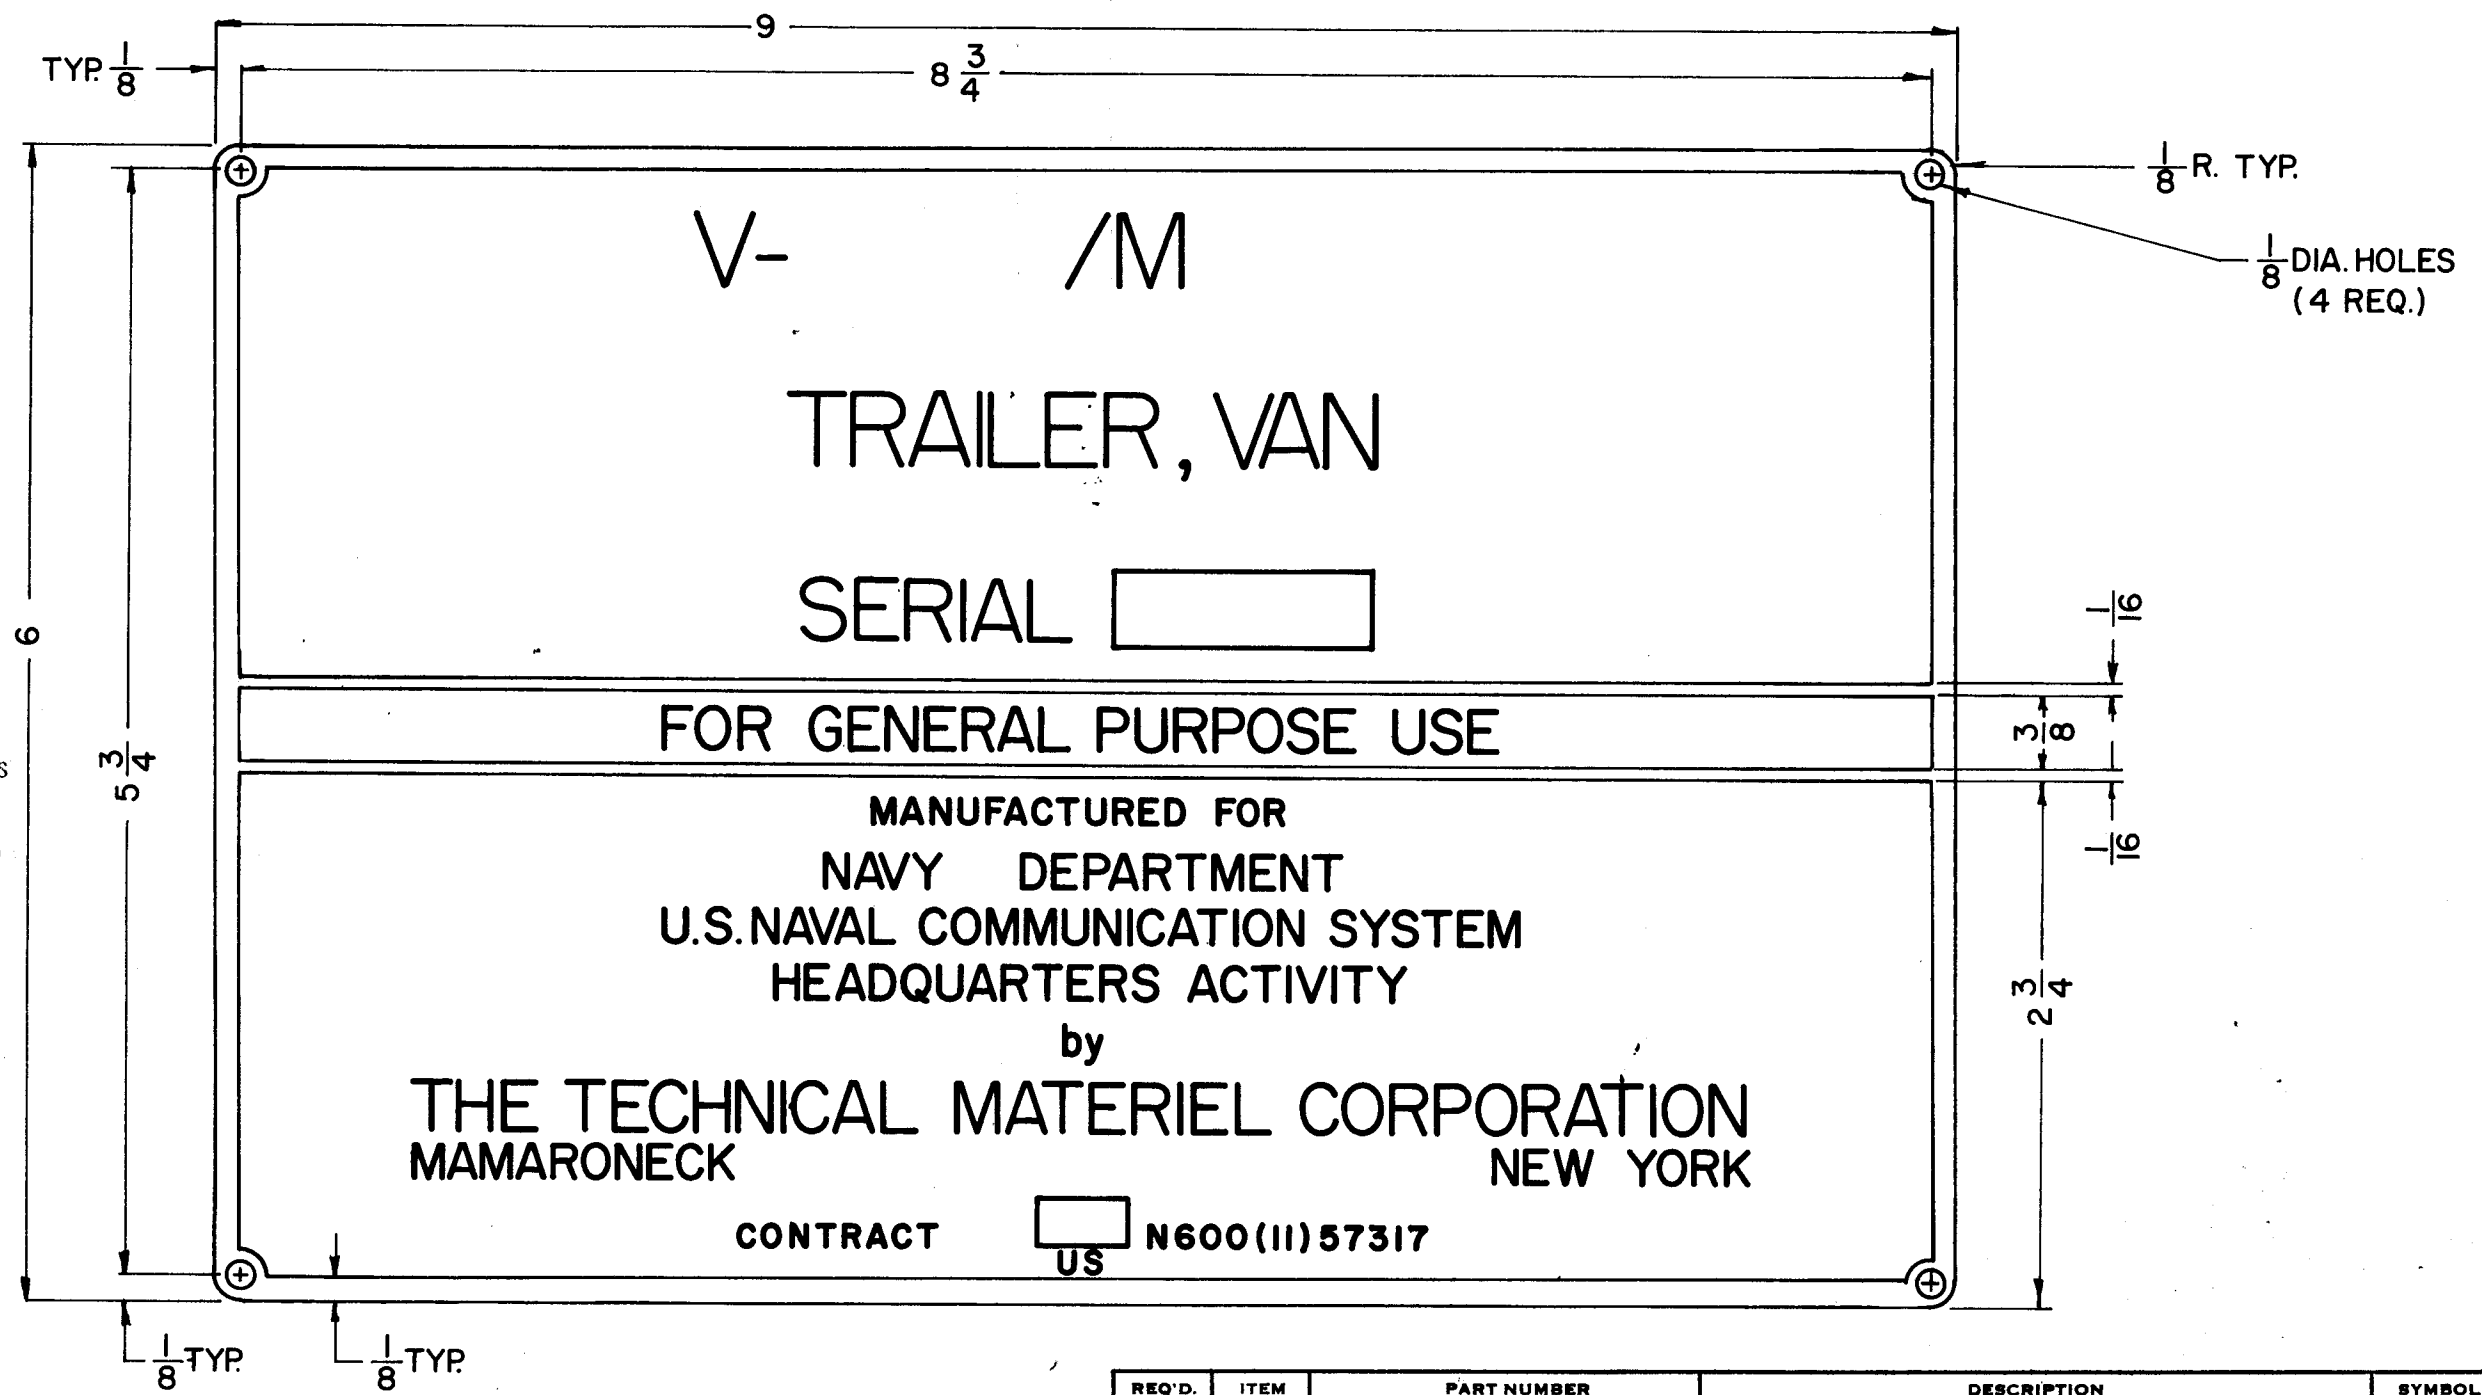 9
TYP. 1/8
8 3/4
1/8 R. TYP.
1/8 DIA. HOLES
(4 REQ.)
V- /M
TRAILER, VAN
SERIAL
1/16
6
5 3/4
FOR GENERAL PURPOSE USE
3/8
MANUFACTURED FOR
1/16
NAVY DEPARTMENT
U.S. NAVAL COMMUNICATION SYSTEM
HEADQUARTERS ACTIVITY
2 3/4
by
THE TECHNICAL MATERIEL CORPORATION
MAMARONECK NEW YORK
CONTRACT N600(11)57317
US
1/8 TYP.
1/8 TYP.
REQ'D. ITEM PART NUMBER DESCRIPTION SYMBOL